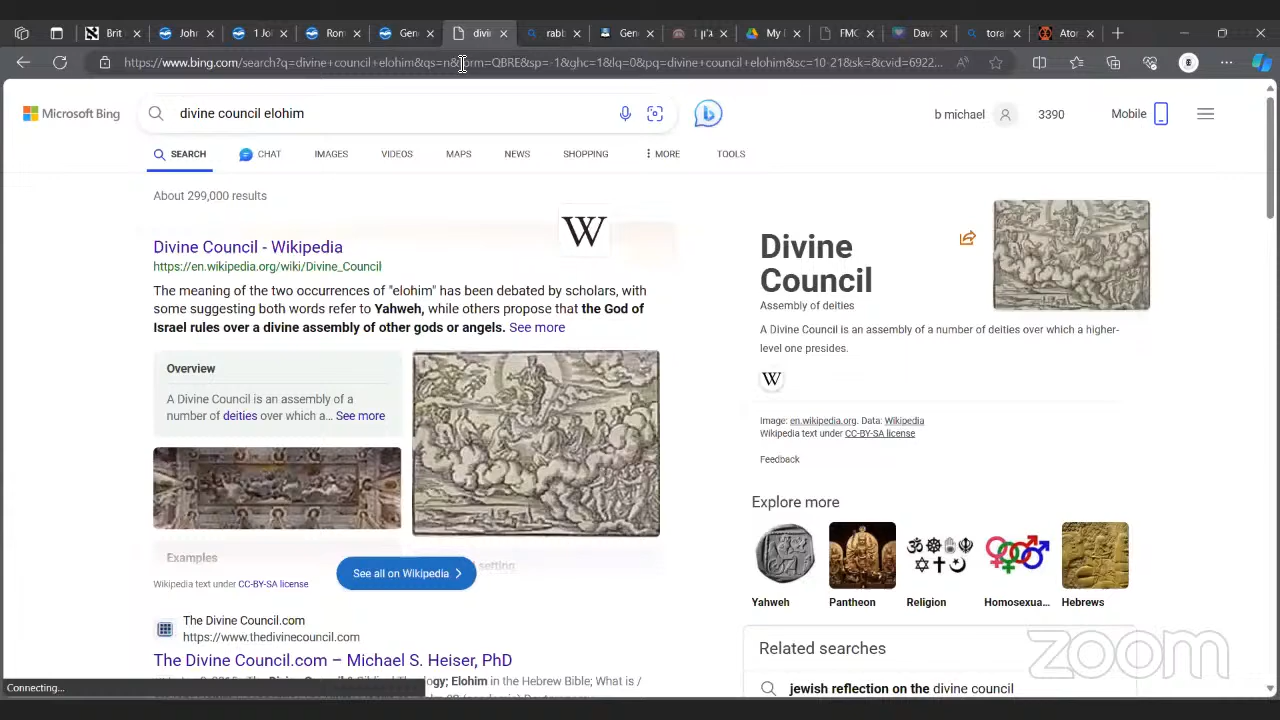 Brit
John
1 Jo
Rom
Gen
divi
rabb
Gen
My
FMC
Dava
tora
Ator
https://www.bing.com/search?q=divine+council+elohim&qs=n&form=QBRE&sp=-1&ghc=1&lq=0&pq=divine+council+elohim&sc=10-21&sk=&cvid=6922...
Microsoft Bing
divine council elohim
b michael
3390
Mobile
SEARCH
CHAT
IMAGES
VIDEOS
MAPS
NEWS
SHOPPING
MORE
TOOLS
About 299,000 results
W
Divine Council - Wikipedia
https://en.wikipedia.org/wiki/Divine_Council
The meaning of the two occurrences of "elohim" has been debated by scholars, with
some suggesting both words refer to Yahweh, while others propose that the God of
Israel rules over a divine assembly of other gods or angels. See more
Overview
A Divine Council is an assembly of a
number of deities over which a... See more
Examples
setting
See all on Wikipedia
Wikipedia text under CC-BY-SA license
The Divine Council.com
https://www.thedivinecouncil.com
The Divine Council.com – Michael S. Heiser, PhD
Elohim in the Hebrew Bible; What is /
Divine
Council
Assembly of deities
A Divine Council is an assembly of a number of deities over which a higher-
level one presides.
W
Image: en.wikipedia.org. Data: Wikipedia
Wikipedia text under CC-BY-SA license
Feedback
Explore more
Yahweh
Pantheon
Religion
Homosexua...
Hebrews
Related searches
jewish reflection on the divine council
zoom
Connecting...